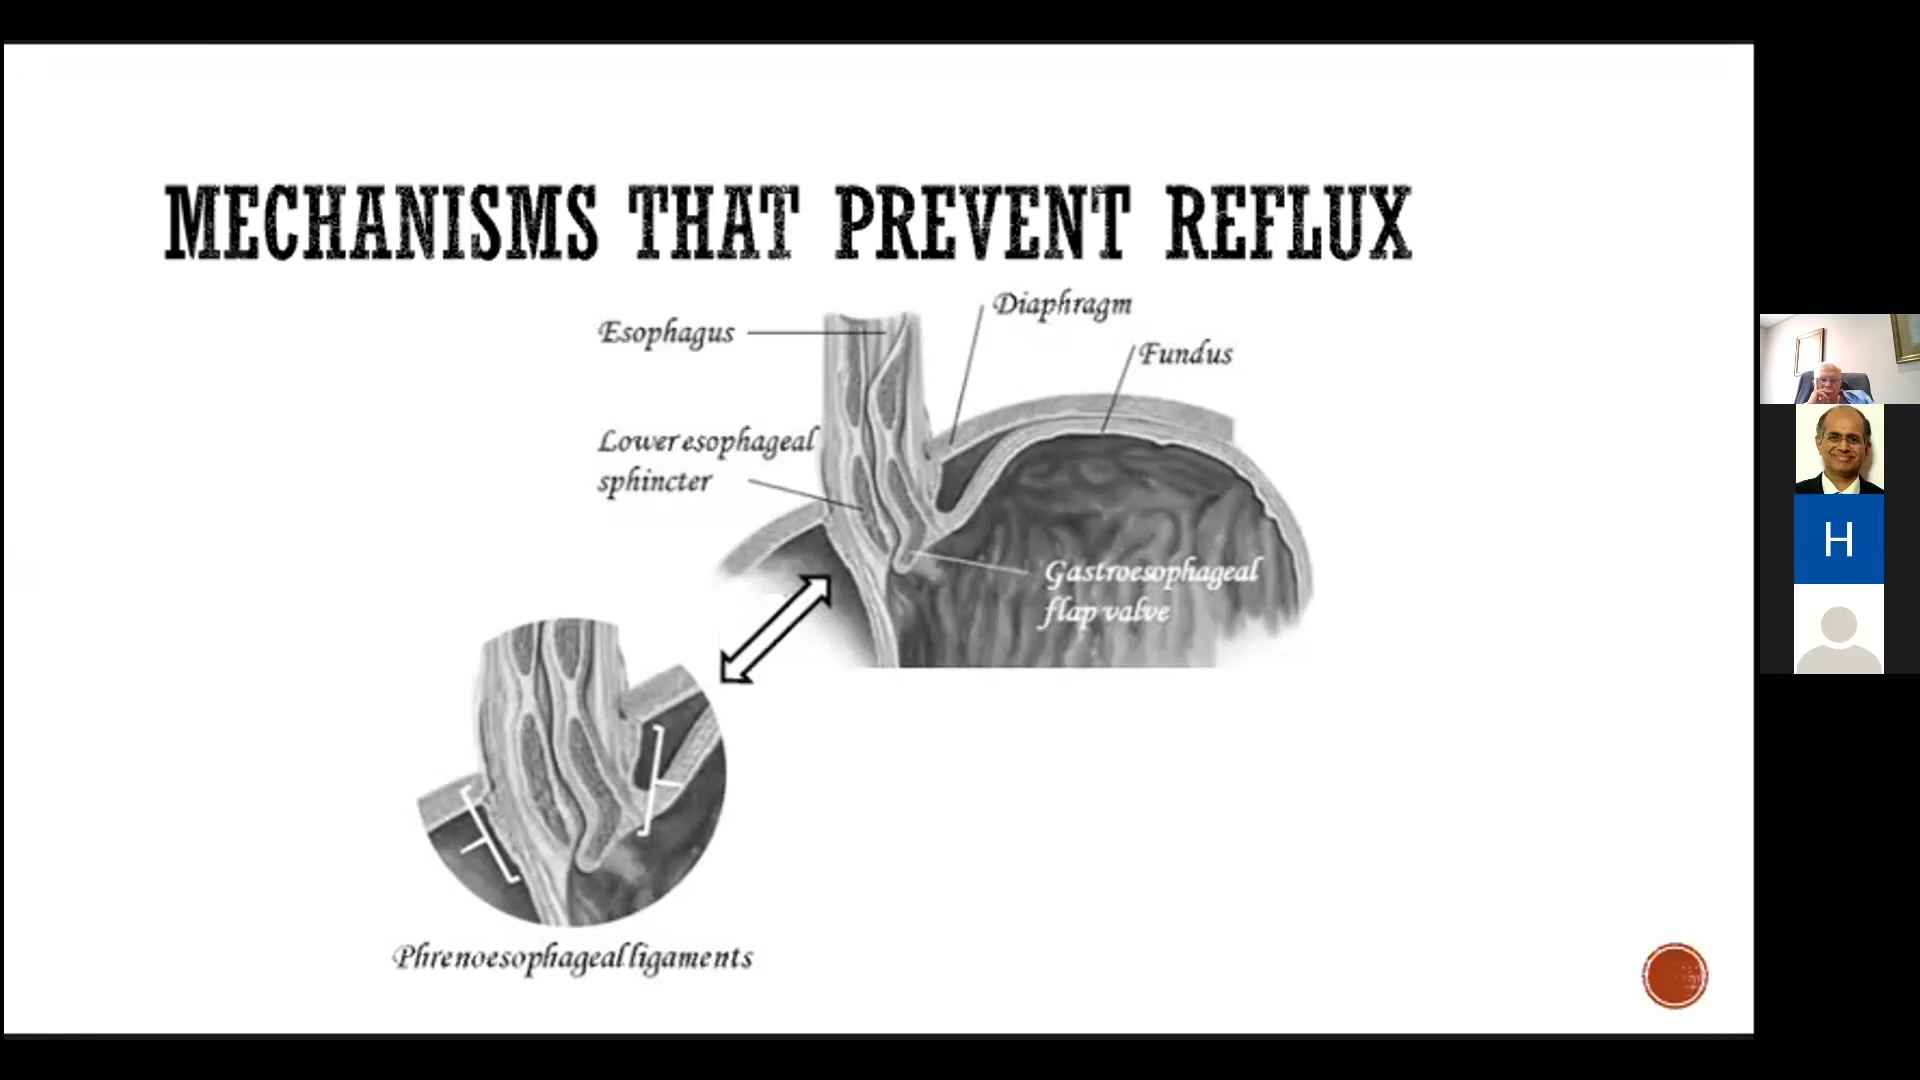 MECHANISMS THAT PREVENT REFLUX
Diaphragm
Esophagus
Fundus
Lower esophageal
sphincter
Gastroesophageal
flap valve
Phrenoesophageal ligaments
H